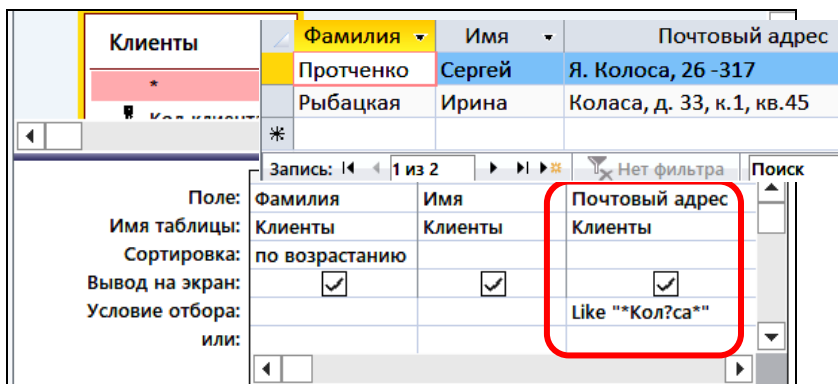 Клиенты
*
Фамилия Имя Почтовый адрес
Протченко Сергей Я. Колоса, 26 -317
Рыбацкая Ирина Коласа, д. 33, к.1, кв.45
Запись: 1 из 2 Нет фильтра Поиск
Поле: Фамилия Имя Почтовый адрес
Имя таблицы: Клиенты Клиенты Клиенты
Сортировка: по возрастанию
Вывод на экран:
Условие отбора: Like "*Кол?са*"
или: